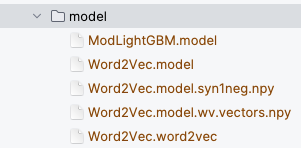 model
ModLightGBM.model
Word2Vec.model
Word2Vec.model.syn1neg.npy
Word2Vec.model.wv.vectors.npy
Word2Vec.word2vec